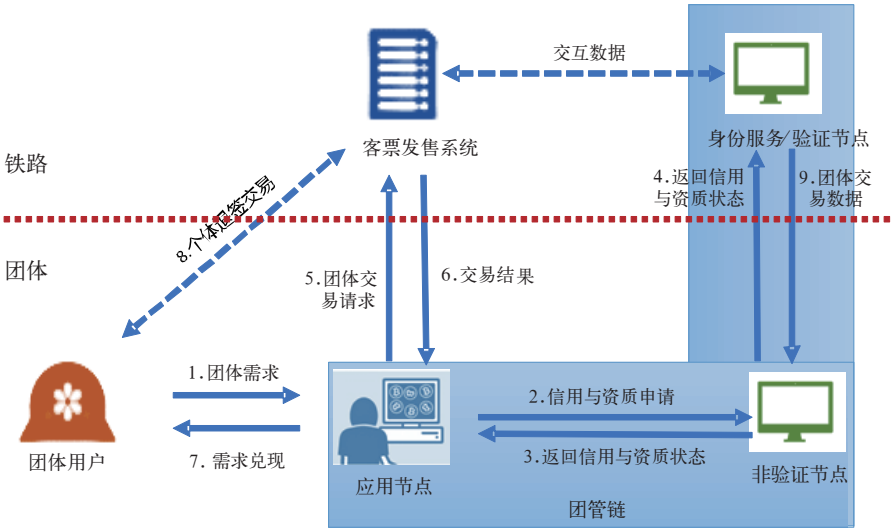 交互数据
客票发售系统
身份服务/验证节点
铁路
4.返回信用
与资质状态
9.团体交
易数据
8.个体退签交易
团体
5.团体交
易请求
6.交易结果
1.团体需求
2.信用与资质申请
3.返回信用与资质状态
7.需求兑现
团体用户
应用节点
非验证节点
团管链